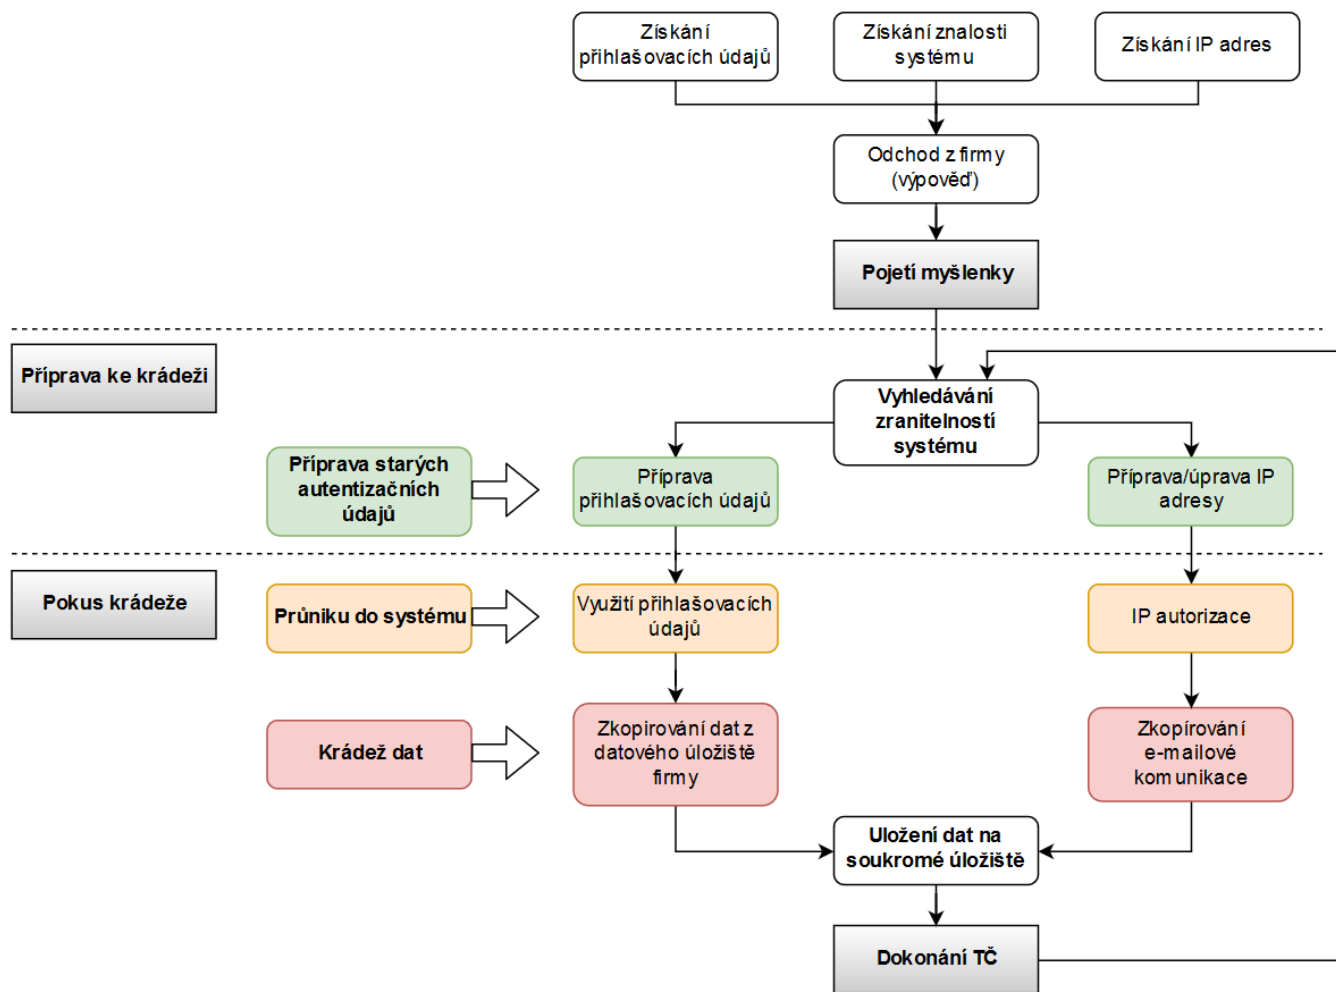 Získání
přihlašovacích údajů
Získání znalosti
systému
Získání IP adres
Odchod z firmy
(výpověď)
Pojetí myšlenky
Příprava ke krádeži
Vyhledávání
zranitelností
systému
Příprava starých
autentizačních
údajů
Příprava
přihlašovacích údajů
Příprava/úprava IP
adresy
Pokus krádeže
Průniku do systému
Využití přihlašovacích
údajů
IP autorizace
Krádež dat
Zkopirování dat z
datového úložiště
firmy
Zkopírování
e-mailové
komunikace
Uložení dat na
soukromé úložiště
Dokonání TČ